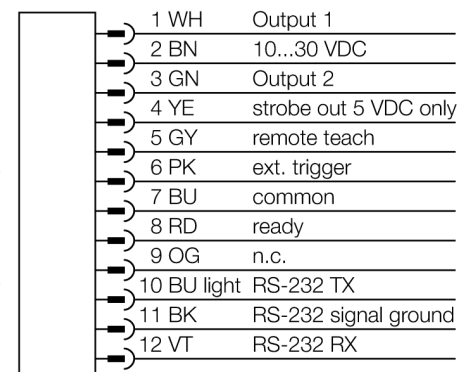 1 WH Output 1
2 BN 10...30 VDC
3 GN Output 2
4 YE strobe out 5 VDC only
5 GY remote teach
6 PK ext. trigger
7 BU common
8 RD ready
9 OG n.c.
10 BU light RS-232 TX
11 BK RS-232 signal ground
12 VT RS-232 RX